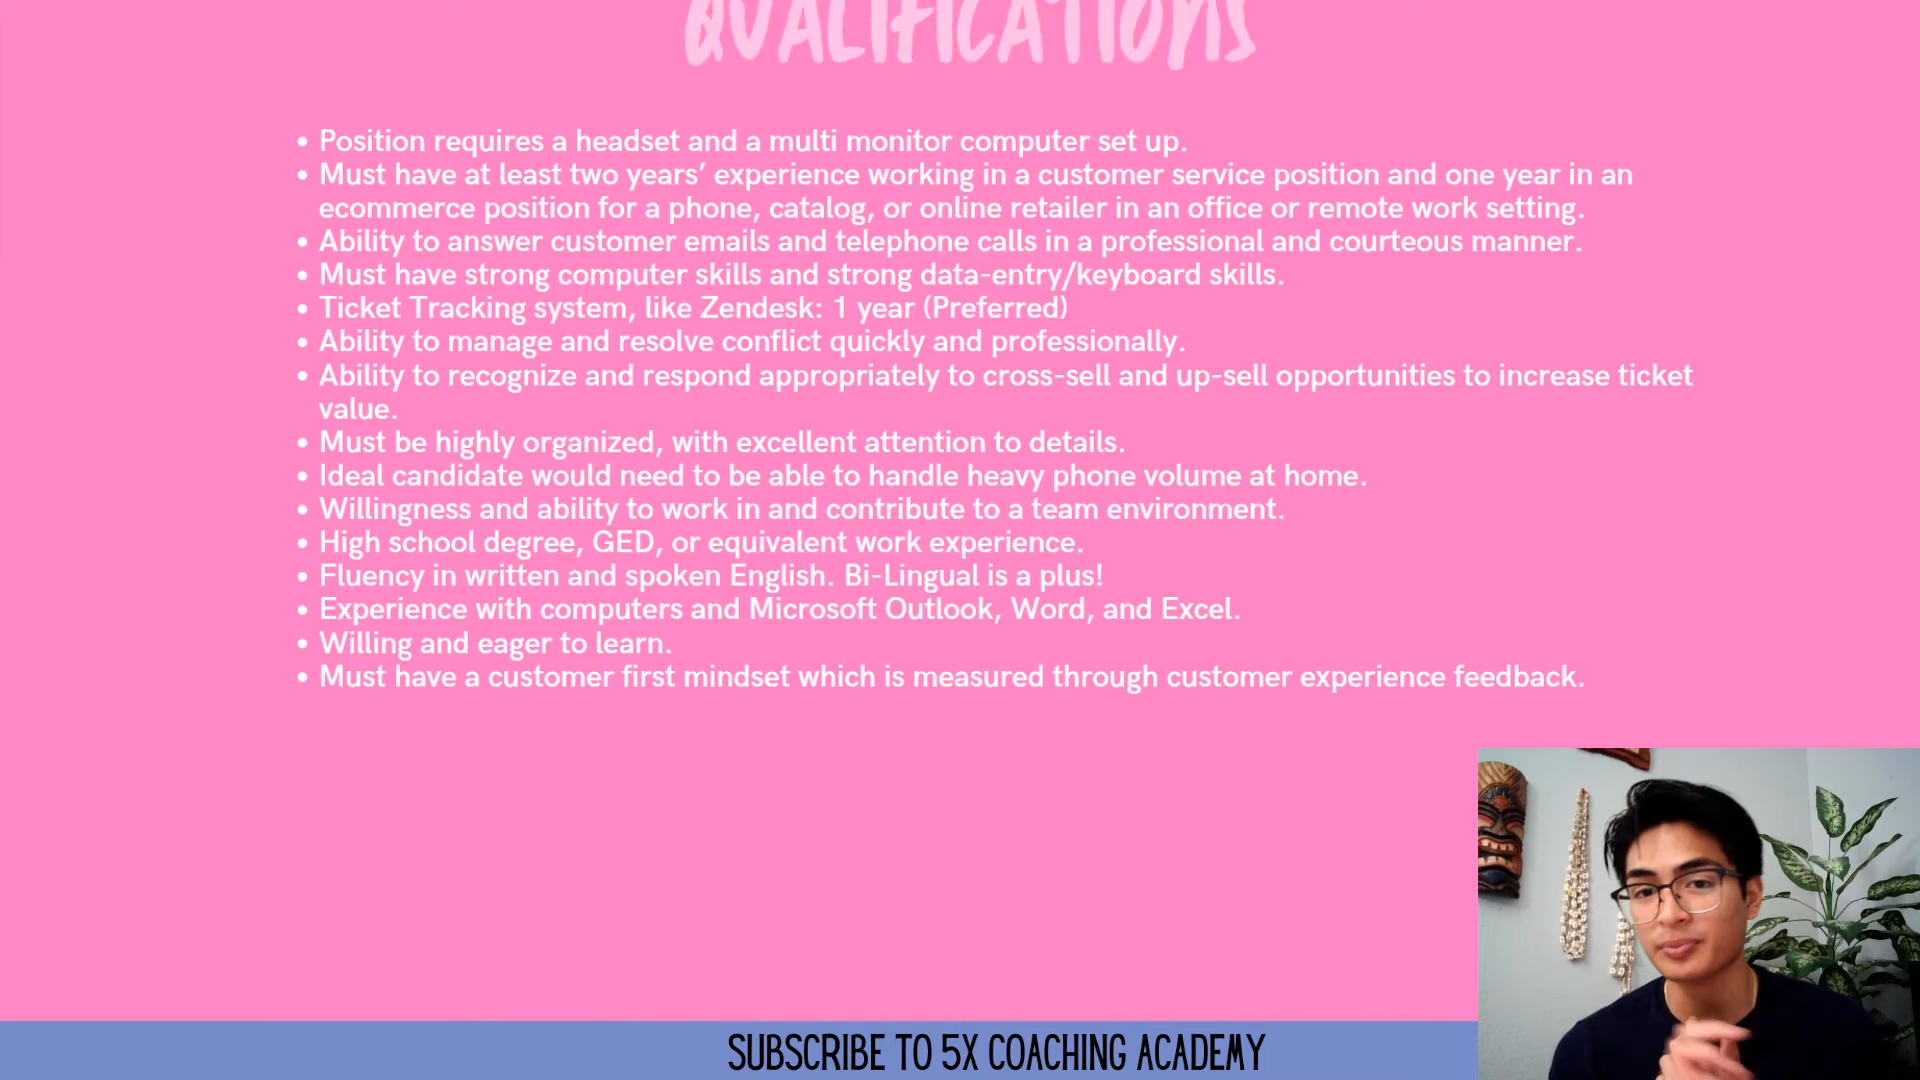 QUALIFICATIONS
• Position requires a headset and a multi monitor computer set up.
• Must have at least two years’ experience working in a customer service position and one year in an
ecommerce position for a phone, catalog, or online retailer in an office or remote work setting.
• Ability to answer customer emails and telephone calls in a professional and courteous manner.
• Must have strong computer skills and strong data-entry/keyboard skills.
• Ticket Tracking system, like Zendesk: 1 year (Preferred)
• Ability to manage and resolve conflict quickly and professionally.
• Ability to recognize and respond appropriately to cross-sell and up-sell opportunities to increase ticket
value.
• Must be highly organized, with excellent attention to details.
• Ideal candidate would need to be able to handle heavy phone volume at home.
• Willingness and ability to work in and contribute to a team environment.
• High school degree, GED, or equivalent work experience.
• Fluency in written and spoken English. Bi-Lingual is a plus!
• Experience with computers and Microsoft Outlook, Word, and Excel.
• Willing and eager to learn.
• Must have a customer first mindset which is measured through customer experience feedback.
SUBSCRIBE TO 5X COACHING ACADEMY